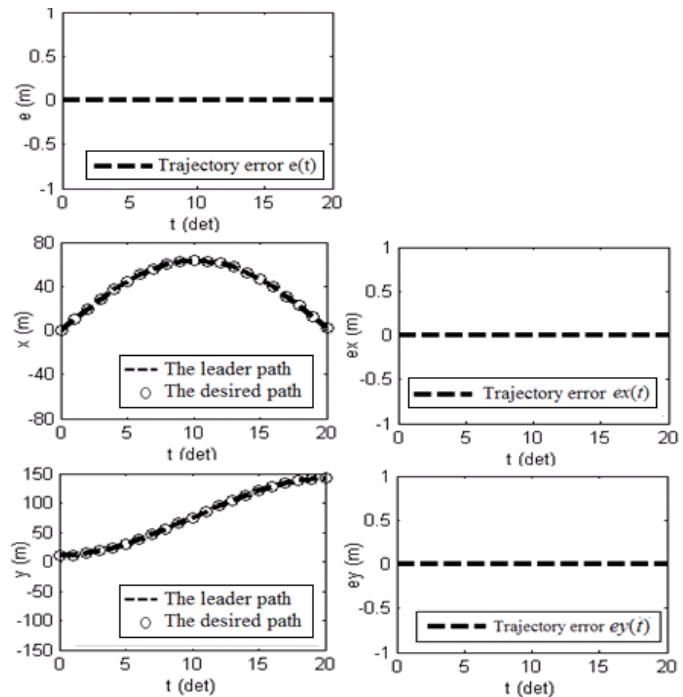 1
0.5
0
-0.5
-1
e (m)
Trajectory error e(t)
0 5 10 15 20
t (det)
80
40
0
-40
-80
x (m)
The leader path
The desired path
0 5 10 15 20
t (det)
1
0.5
0
-0.5
-1
ex (m)
Trajectory error ex(t)
0 5 10 15 20
t (det)
150
100
50
0
-50
-100
-150
y (m)
The leader path
The desired path
0 5 10 15 20
t (det)
1
0.5
0
-0.5
-1
ey (m)
Trajectory error ey(t)
0 5 10 15 20
t (det)